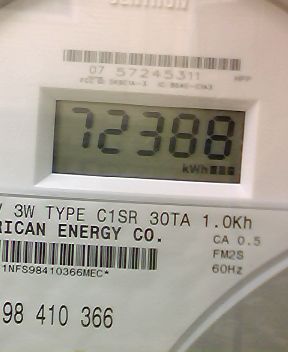 07 57245311
72388
kWh
V 3W TYPE C1SR 30TA 1.0Kh
RICAN ENERGY CO.
CA 0.5
FM2S
60Hz
1NFS98410366MEC*
98 410 366